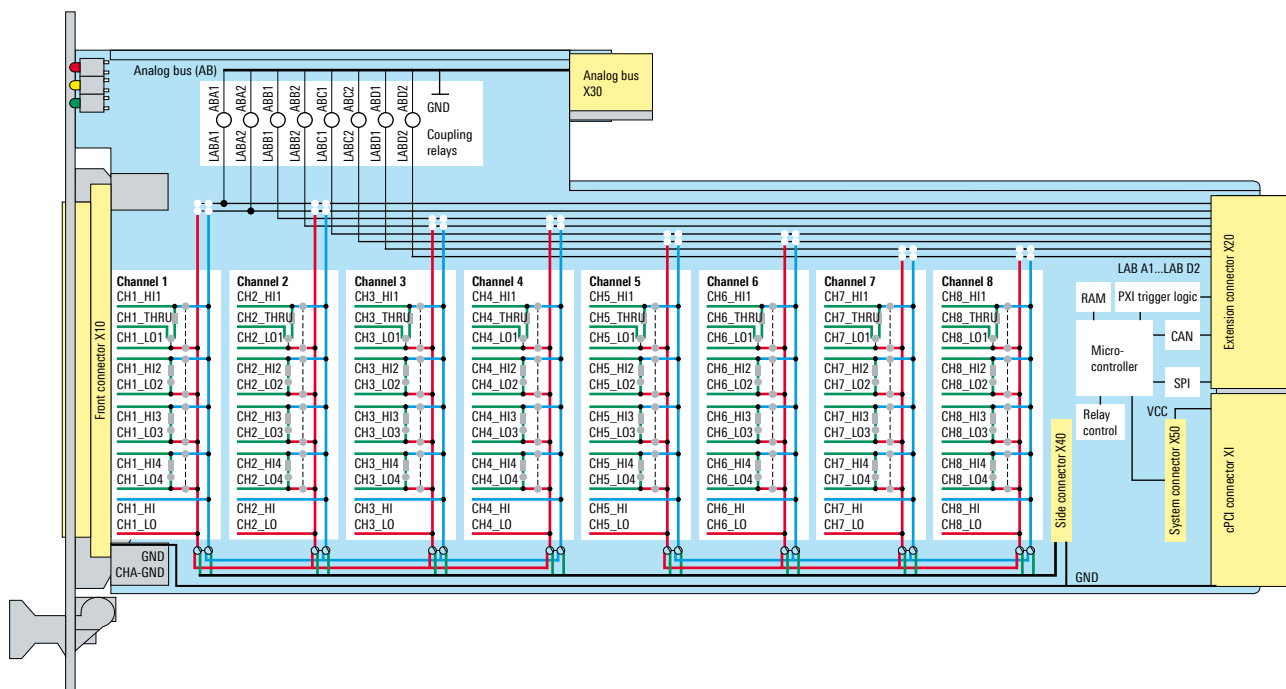 Analog bus (AB)
Analog bus
X30
ABA1
ABA2
ABB1
ABB2
ABC1
ABC2
ABD1
ABD2
GND
LABA1
LABA2
LABB1
LABB2
LABC1
LABC2
LABD1
LABD2
Coupling
relays
Front connector X10
Channel 1
CH1_HI1
CH1_THRU
CH1_LO1
CH1_HI2
CH1_LO2
CH1_HI3
CH1_LO3
CH1_HI4
CH1_LO4
CH1_HI
CH1_LO
Channel 2
CH2_HI1
CH2_THRU
CH2_LO1
CH2_HI2
CH2_LO2
CH2_HI3
CH2_LO3
CH2_HI4
CH2_LO4
CH2_HI
CH2_LO
Channel 3
CH3_HI1
CH3_THRU
CH3_LO1
CH3_HI2
CH3_LO2
CH3_HI3
CH3_LO3
CH3_HI4
CH3_LO4
CH3_HI
CH3_LO
Channel 4
CH4_HI1
CH4_THRU
CH4_LO1
CH4_HI2
CH4_LO2
CH4_HI3
CH4_LO3
CH4_HI4
CH4_LO4
CH4_HI
CH4_LO
Channel 5
CH5_HI1
CH5_THRU
CH5_LO1
CH5_HI2
CH5_LO2
CH5_HI3
CH5_LO3
CH5_HI4
CH5_LO4
CH5_HI
CH5_LO
Channel 6
CH6_HI1
CH6_THRU
CH6_LO1
CH6_HI2
CH6_LO2
CH6_HI3
CH6_LO3
CH6_HI4
CH6_LO4
CH6_HI
CH6_LO
Channel 7
CH7_HI1
CH7_THRU
CH7_LO1
CH7_HI2
CH7_LO2
CH7_HI3
CH7_LO3
CH7_HI4
CH7_LO4
CH7_HI
CH7_LO
Channel 8
CH8_HI1
CH8_THRU
CH8_LO1
CH8_HI2
CH8_LO2
CH8_HI3
CH8_LO3
CH8_HI4
CH8_LO4
CH8_HI
CH8_LO
LAB A1...LAB D2
RAM
PXI trigger logic
CAN
Micro-
controller
SPI
VCC
Relay
control
Extension connector X20
Side connector X40
System connector X50
cPCI connector XI
GND
CHA-GND
GND